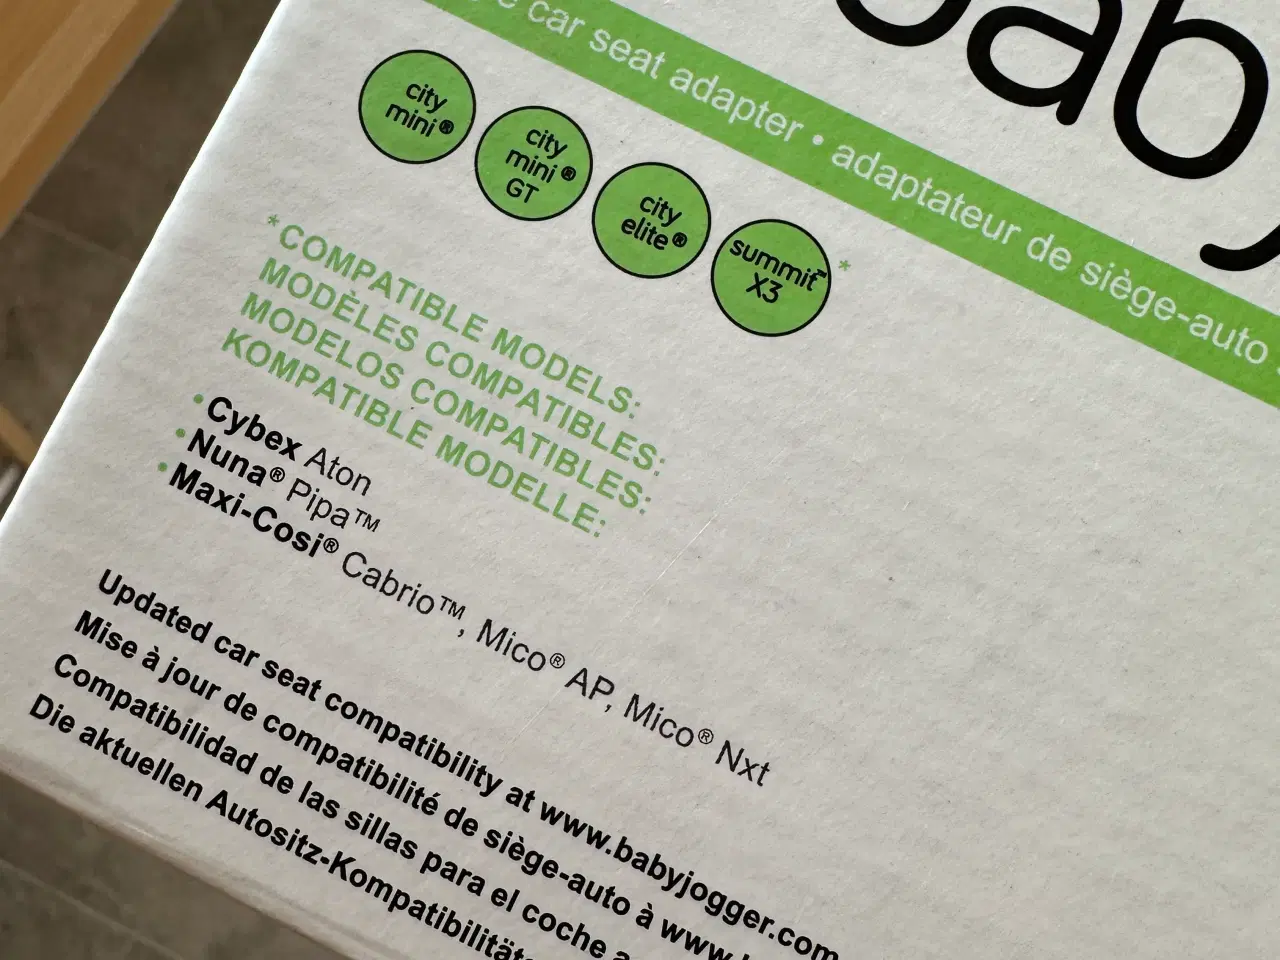 baby
car seat adapter • adaptateur de siège-auto
city mini®
city mini® GT
city elite®
summit™ X3*
*COMPATIBLE MODELS:
MODÈLES COMPATIBLES:
MODELOS COMPATIBLES:
KOMPATIBLE MODELLE:
•Cybex Aton
•Nuna® Pipa™
•Maxi-Cosi® Cabrio™, Mico® AP, Mico® Nxt
Updated car seat compatibility at www.babyjogger.com
Mise à jour de compatibilité de siège-auto à www.b
Compatibilidad de las sillas para el coche a
Die aktuellen Autositz-Kompatibilitäts